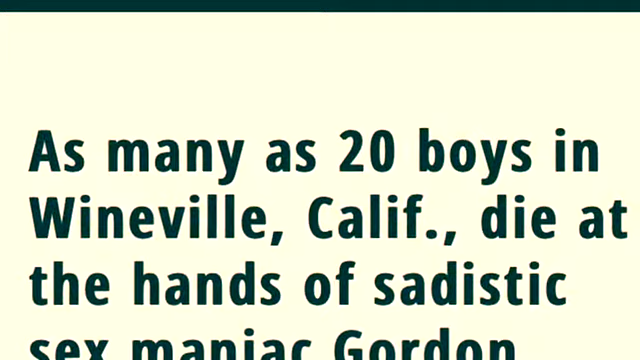 As many as 20 boys in
Wineville, Calif., die at
the hands of sadistic
sex maniac Gordon